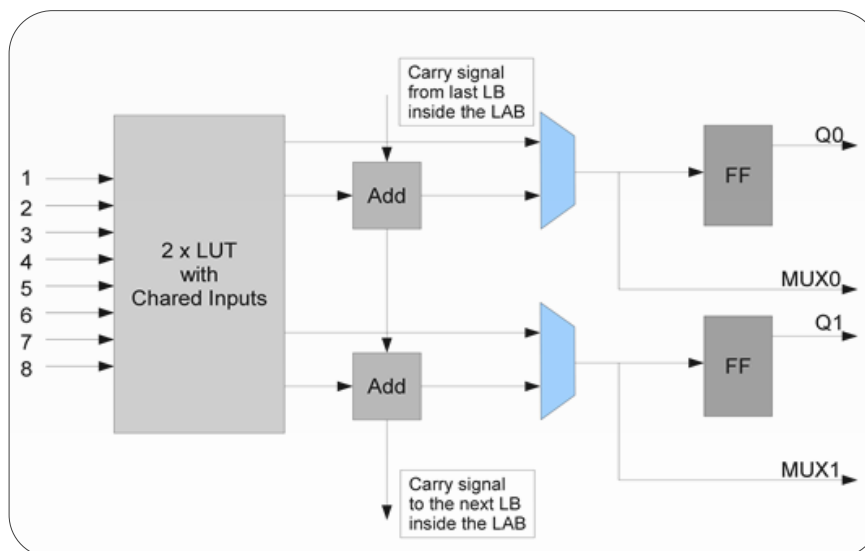 Carry signal
from last LB
inside the LAB
1
2
3
4
5
6
7
8
2 x LUT
with
Chared Inputs
Add
FF
Q0
MUX0
Add
FF
Q1
MUX1
Carry signal
to the next LB
inside the LAB